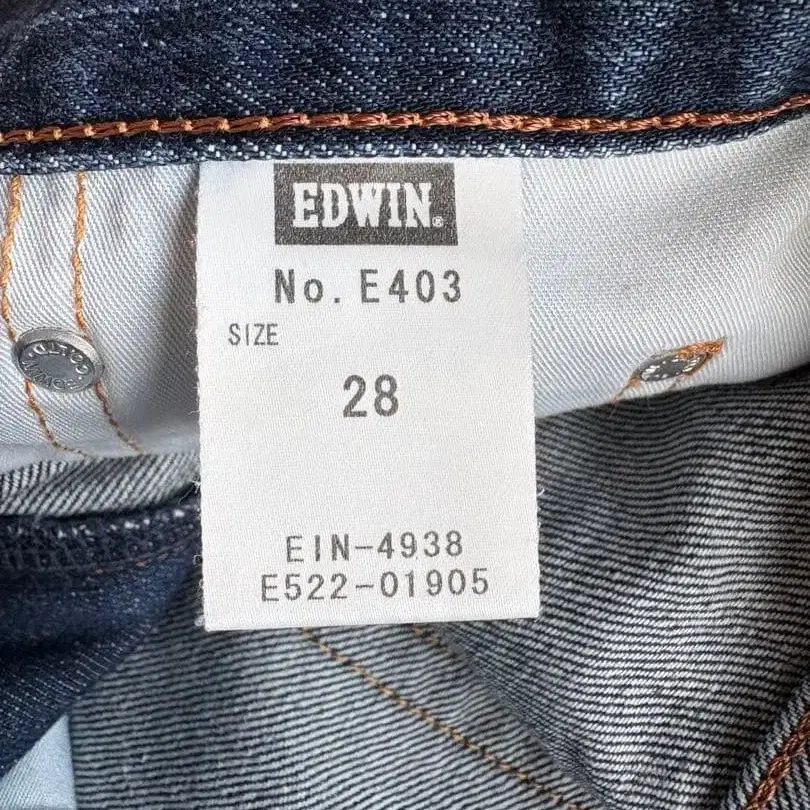 EDWIN®
No. E403
SIZE
28
EIN-4938
E522-01905